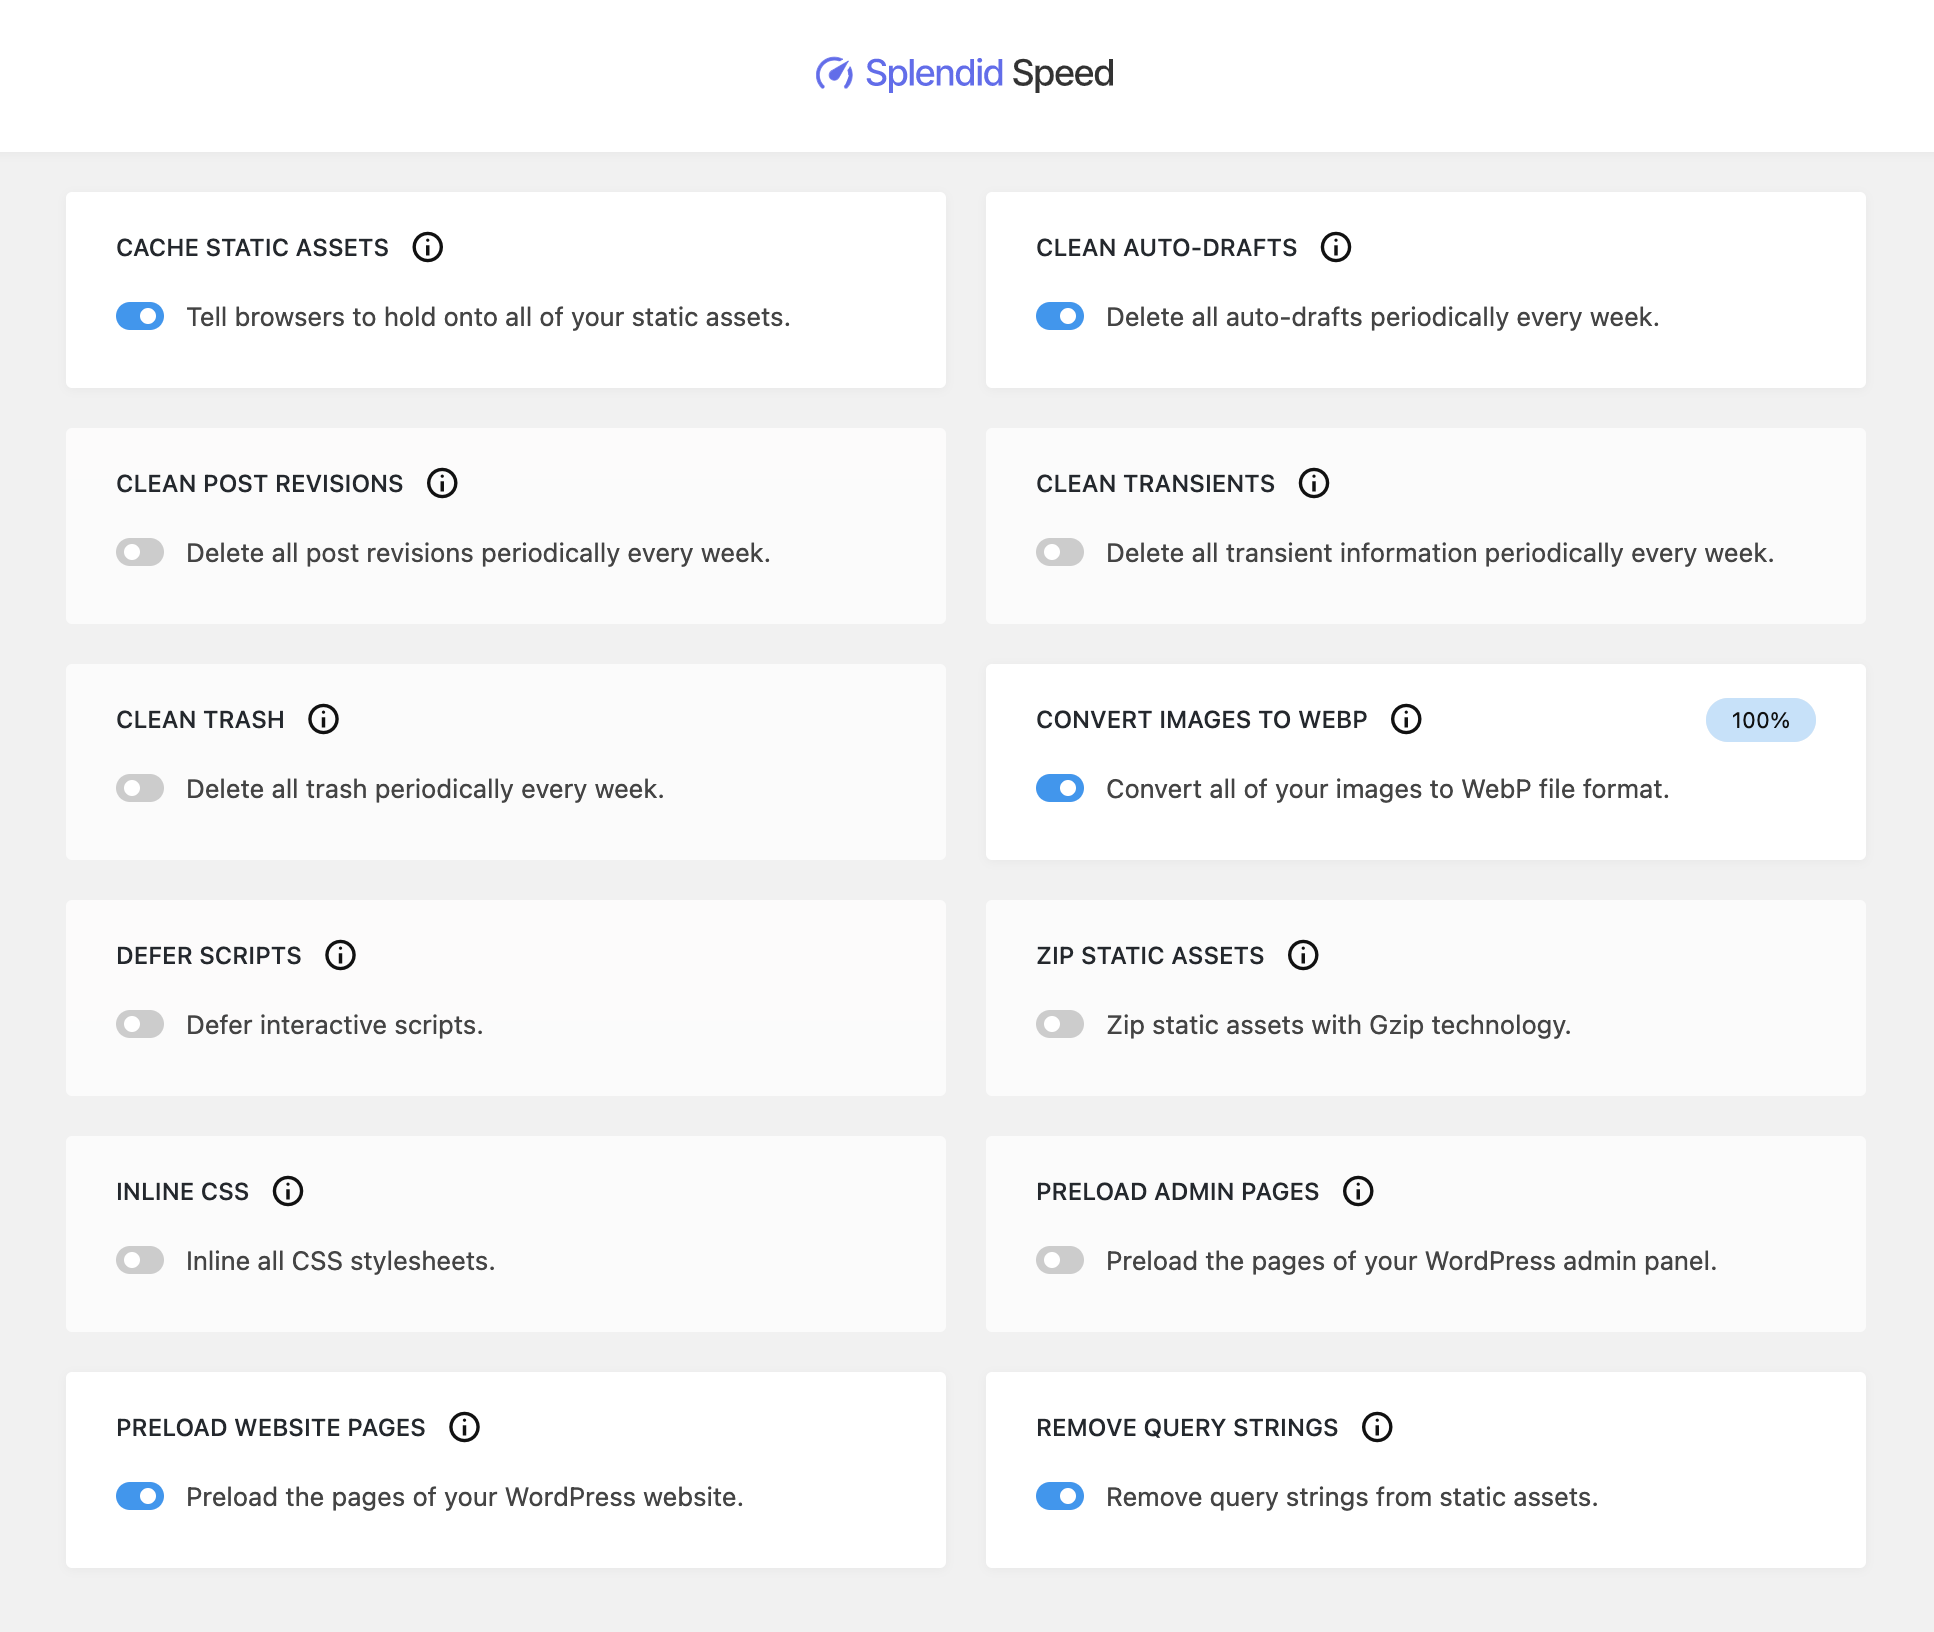 Splendid Speed
CACHE STATIC ASSETS
Tell browsers to hold onto all of your static assets.
CLEAN AUTO-DRAFTS
Delete all auto-drafts periodically every week.
CLEAN POST REVISIONS
Delete all post revisions periodically every week.
CLEAN TRANSIENTS
Delete all transient information periodically every week.
CLEAN TRASH
Delete all trash periodically every week.
CONVERT IMAGES TO WEBP
100%
Convert all of your images to WebP file format.
DEFER SCRIPTS
Defer interactive scripts.
ZIP STATIC ASSETS
Zip static assets with Gzip technology.
INLINE CSS
Inline all CSS stylesheets.
PRELOAD ADMIN PAGES
Preload the pages of your WordPress admin panel.
PRELOAD WEBSITE PAGES
Preload the pages of your WordPress website.
REMOVE QUERY STRINGS
Remove query strings from static assets.